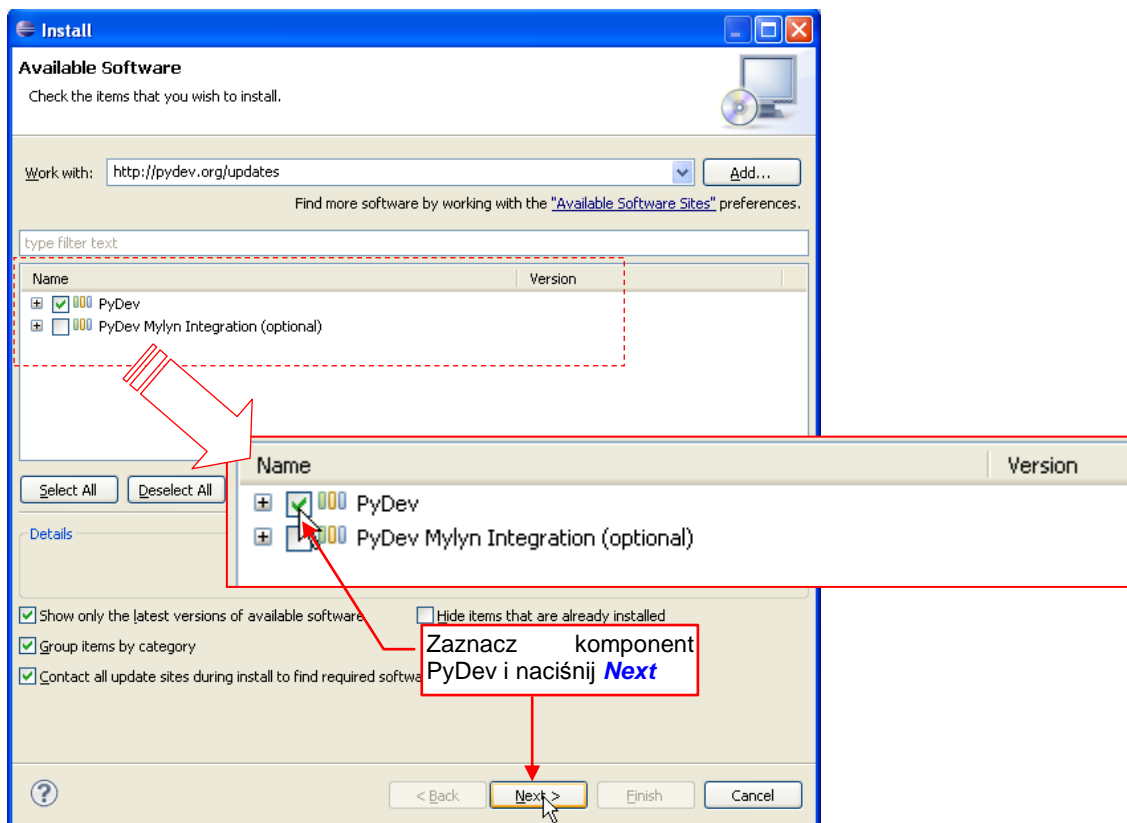 Install
Available Software
Check the items that you wish to install.
Work with: http://pydev.org/updates Add...
Find more software by working with the "Available Software Sites" preferences.
type filter text
Name Version
PyDev
PyDev Mylyn Integration (optional)
Name Version
PyDev
PyDev Mylyn Integration (optional)
Select All Deselect All
Details
Show only the latest versions of available software Hide items that are already installed
Group items by category
Contact all update sites during install to find required
Zaznacz komponent
PyDev i naciśnij Next
? < Back Next > Finish Cancel